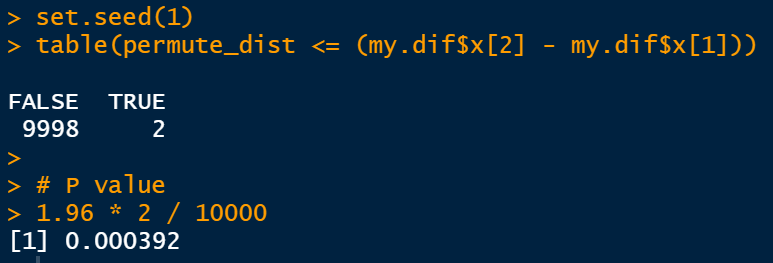 > set.seed(1)
> table(permute_dist <= (my.dif$x[2] - my.dif$x[1]))
FALSE  TRUE
 9998     2
>
> # P value
> 1.96 * 2 / 10000
[1] 0.000392